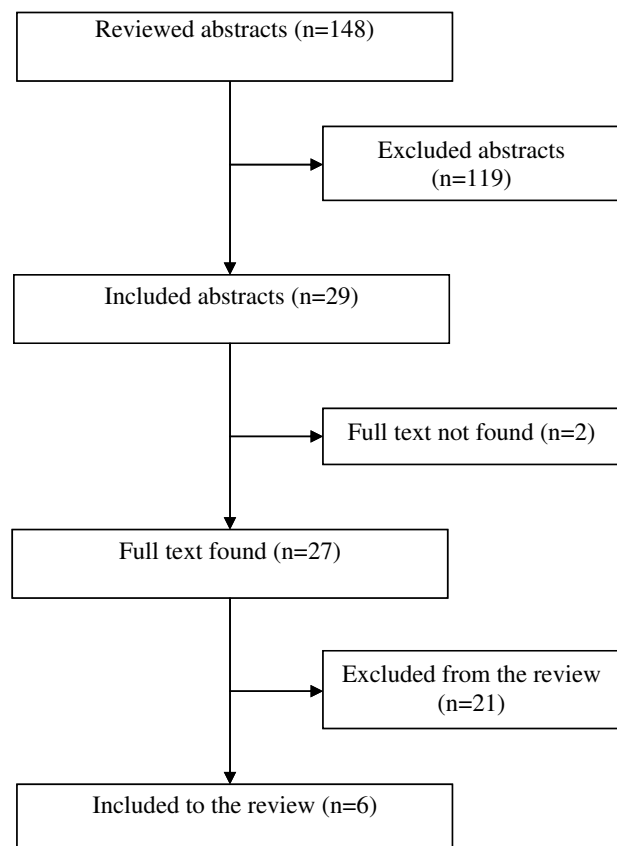 Reviewed abstracts (n=148)
Excluded abstracts
(n=119)
Included abstracts (n=29)
Full text not found (n=2)
Full text found (n=27)
Excluded from the review
(n=21)
Included to the review (n=6)